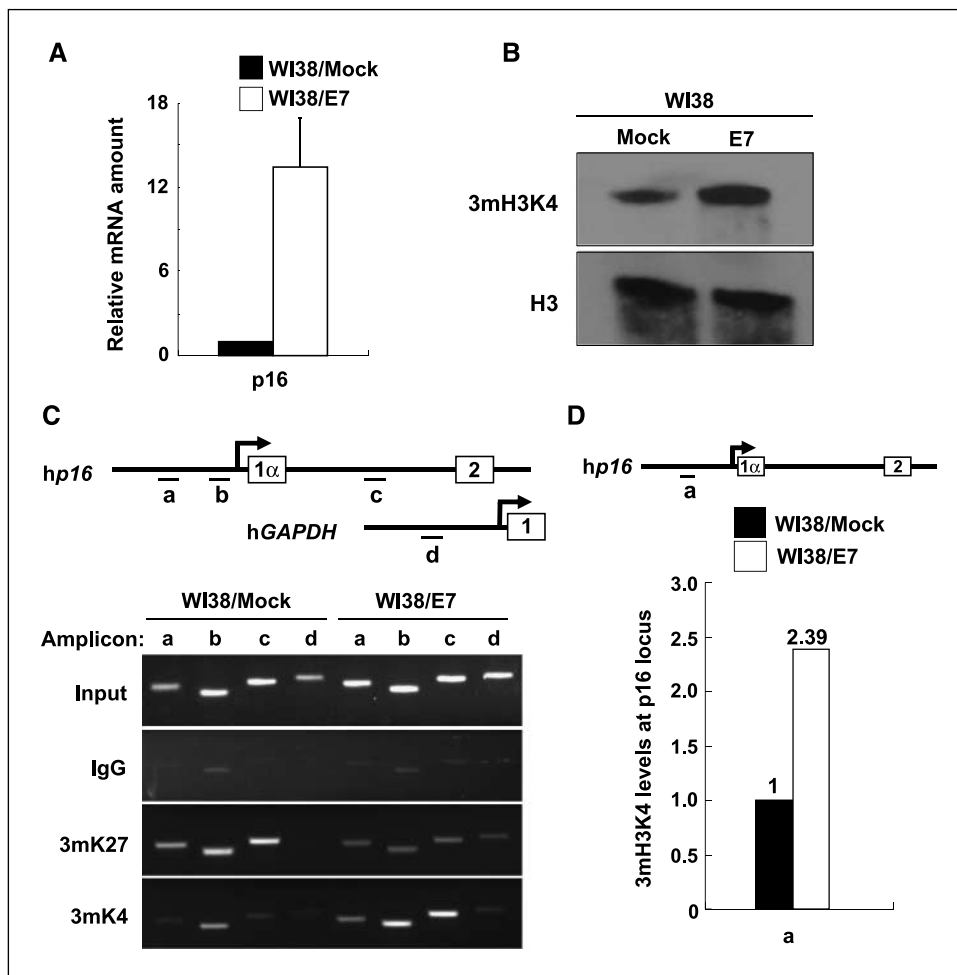 A
WI38/Mock
WI38/E7
Relative mRNA amount
18
12
6
0
p16
B
WI38
Mock E7
3mH3K4
H3
C
hp16
1α 2
a b c
hGAPDH
1
d
WI38/Mock WI38/E7
Amplicon: a b c d a b c d
Input
IgG
3mK27
3mK4
D
hp16
1α 2
a
WI38/Mock
WI38/E7
3mH3K4 levels at p16 locus
3.0
2.5
2.0
1.5
1.0
0.5
0
1
2.39
a